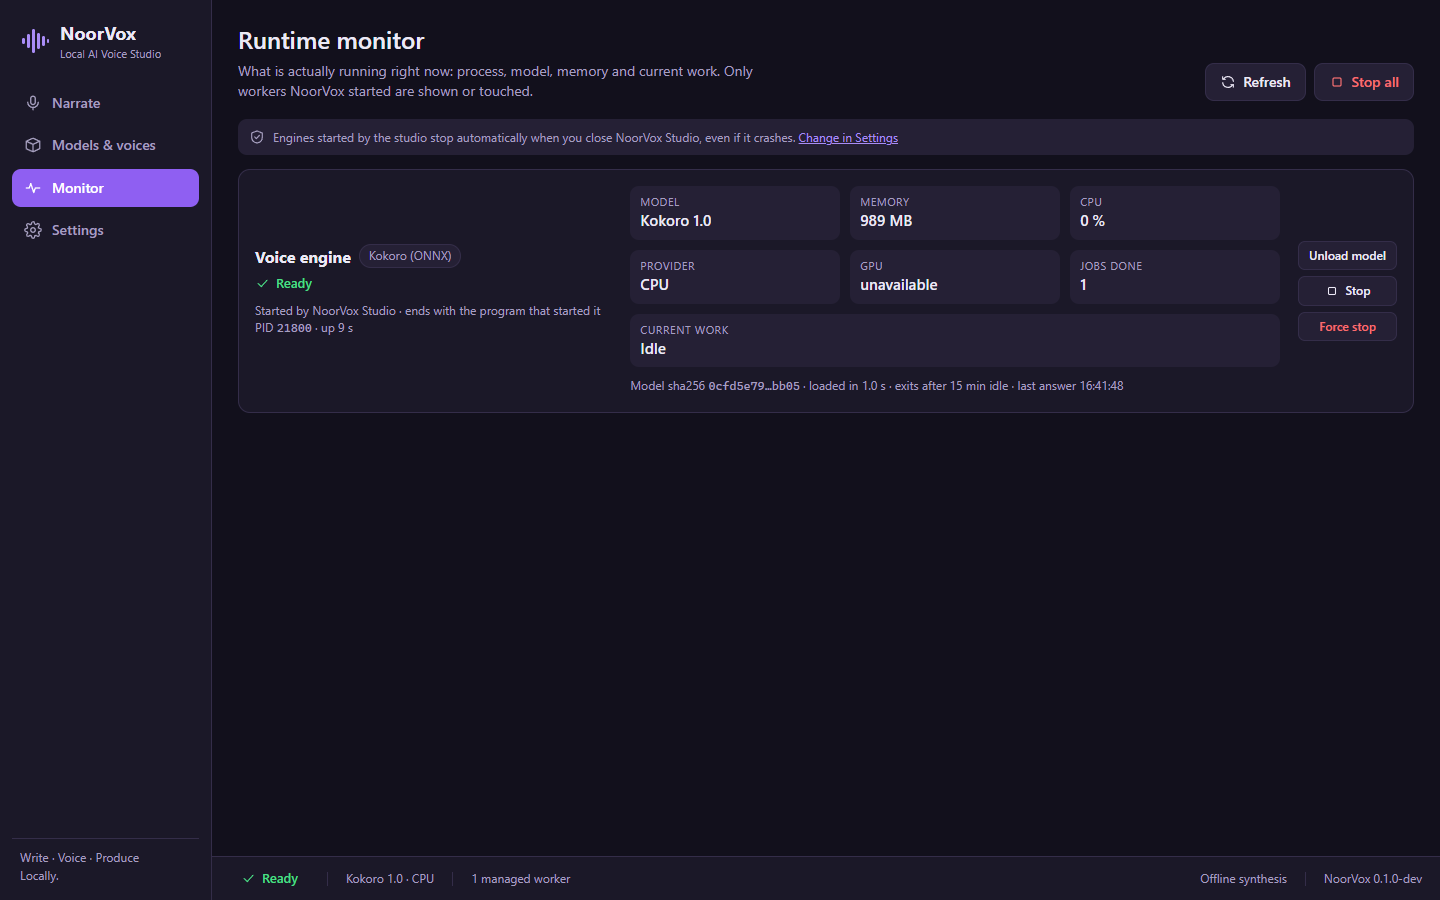 NoorVox
Local AI Voice Studio
Narrate
Models & voices
Monitor
Settings
Write · Voice · Produce
Locally.
Runtime monitor
What is actually running right now: process, model, memory and current work. Only
workers NoorVox started are shown or touched.
Refresh
Stop all
Engines started by the studio stop automatically when you close NoorVox Studio, even if it crashes. Change in Settings
Voice engine
Kokoro (ONNX)
Ready
Started by NoorVox Studio · ends with the program that started it
PID 21800 · up 9 s
MODEL
Kokoro 1.0
MEMORY
989 MB
CPU
0 %
PROVIDER
CPU
GPU
unavailable
JOBS DONE
1
CURRENT WORK
Idle
Model sha256 0cfd5e79…bb05 · loaded in 1.0 s · exits after 15 min idle · last answer 16:41:48
Unload model
Stop
Force stop
Ready
Kokoro 1.0 · CPU
1 managed worker
Offline synthesis
NoorVox 0.1.0-dev